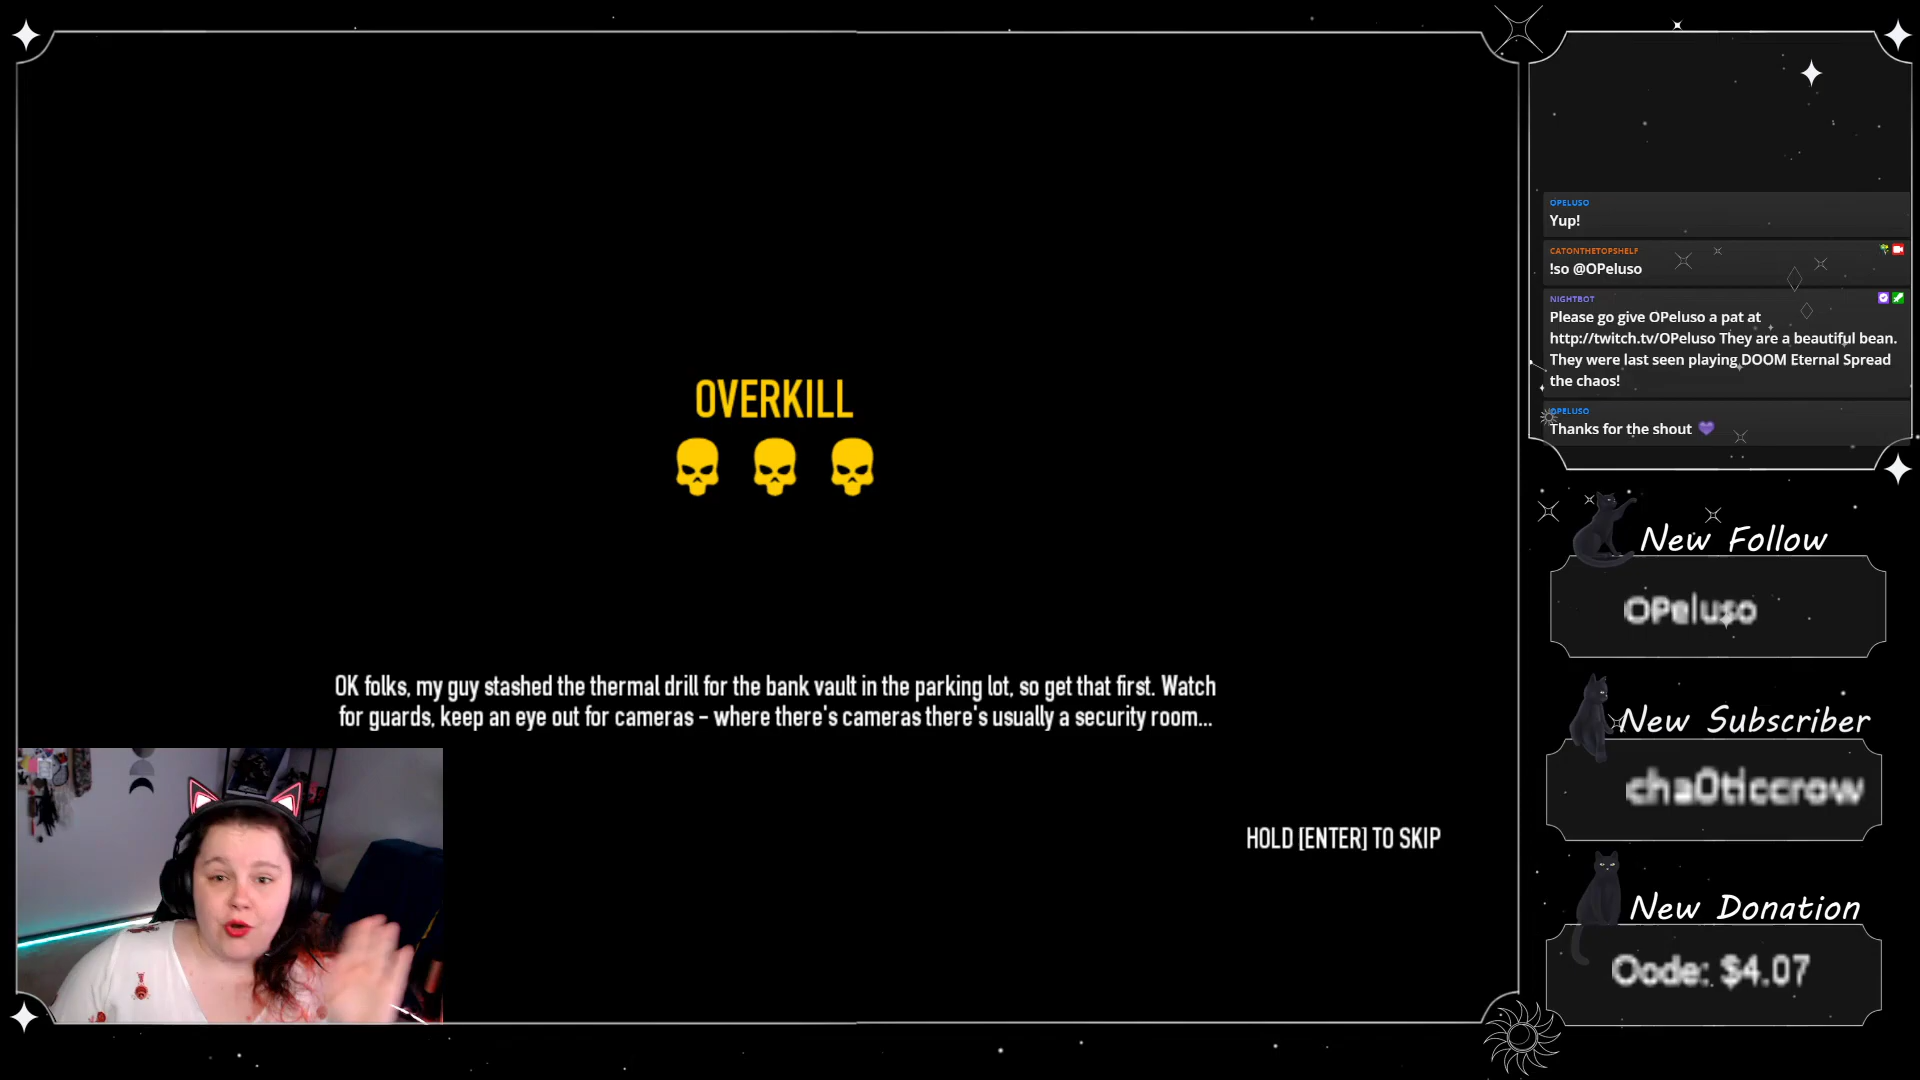 OVERKILL
OK folks, my guy stashed the thermal drill for the bank vault in the parking lot, so get that first. Watch
for guards, keep an eye out for cameras - where there's cameras there's usually a security room...
HOLD [ENTER] TO SKIP
OPELUSO
Yup!
CATONTHETOPSHELF
!so @OPeluso
NIGHTBOT
Please go give OPeluso a pat at
http://twitch.tv/OPeluso They are a beautiful bean.
They were last seen playing DOOM Eternal Spread
the chaos!
OPELUSO
Thanks for the shout 💜
New Follow
OPeluso
New Subscriber
cha0ticcrow
New Donation
Oode: $4.07